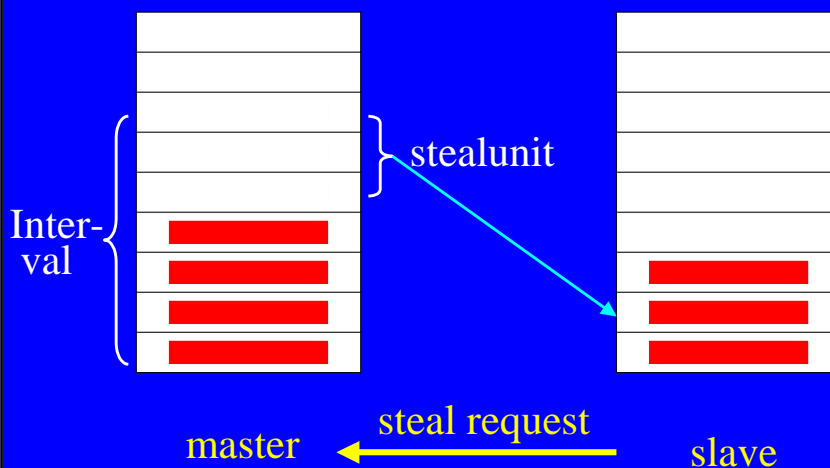 stealunit
Inter-
val
steal request
master
slave